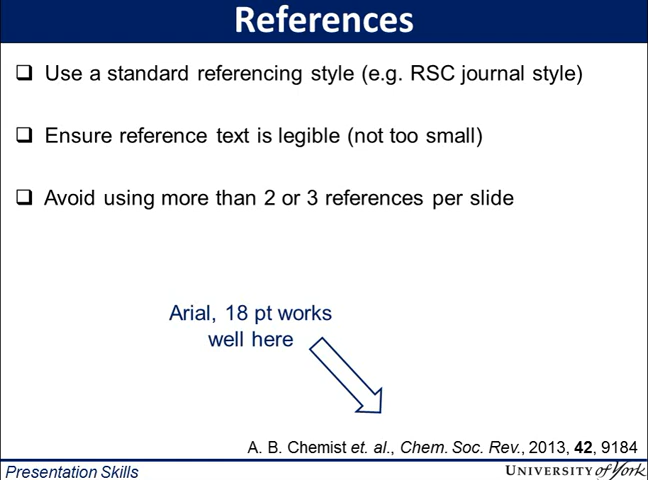 References
Use a standard referencing style (e.g. RSC journal style)
Ensure reference text is legible (not too small)
Avoid using more than 2 or 3 references per slide
Arial, 18 pt works
well here
A. B. Chemist et. al., Chem. Soc. Rev., 2013, 42, 9184
Presentation Skills
UNIVERSITY of York